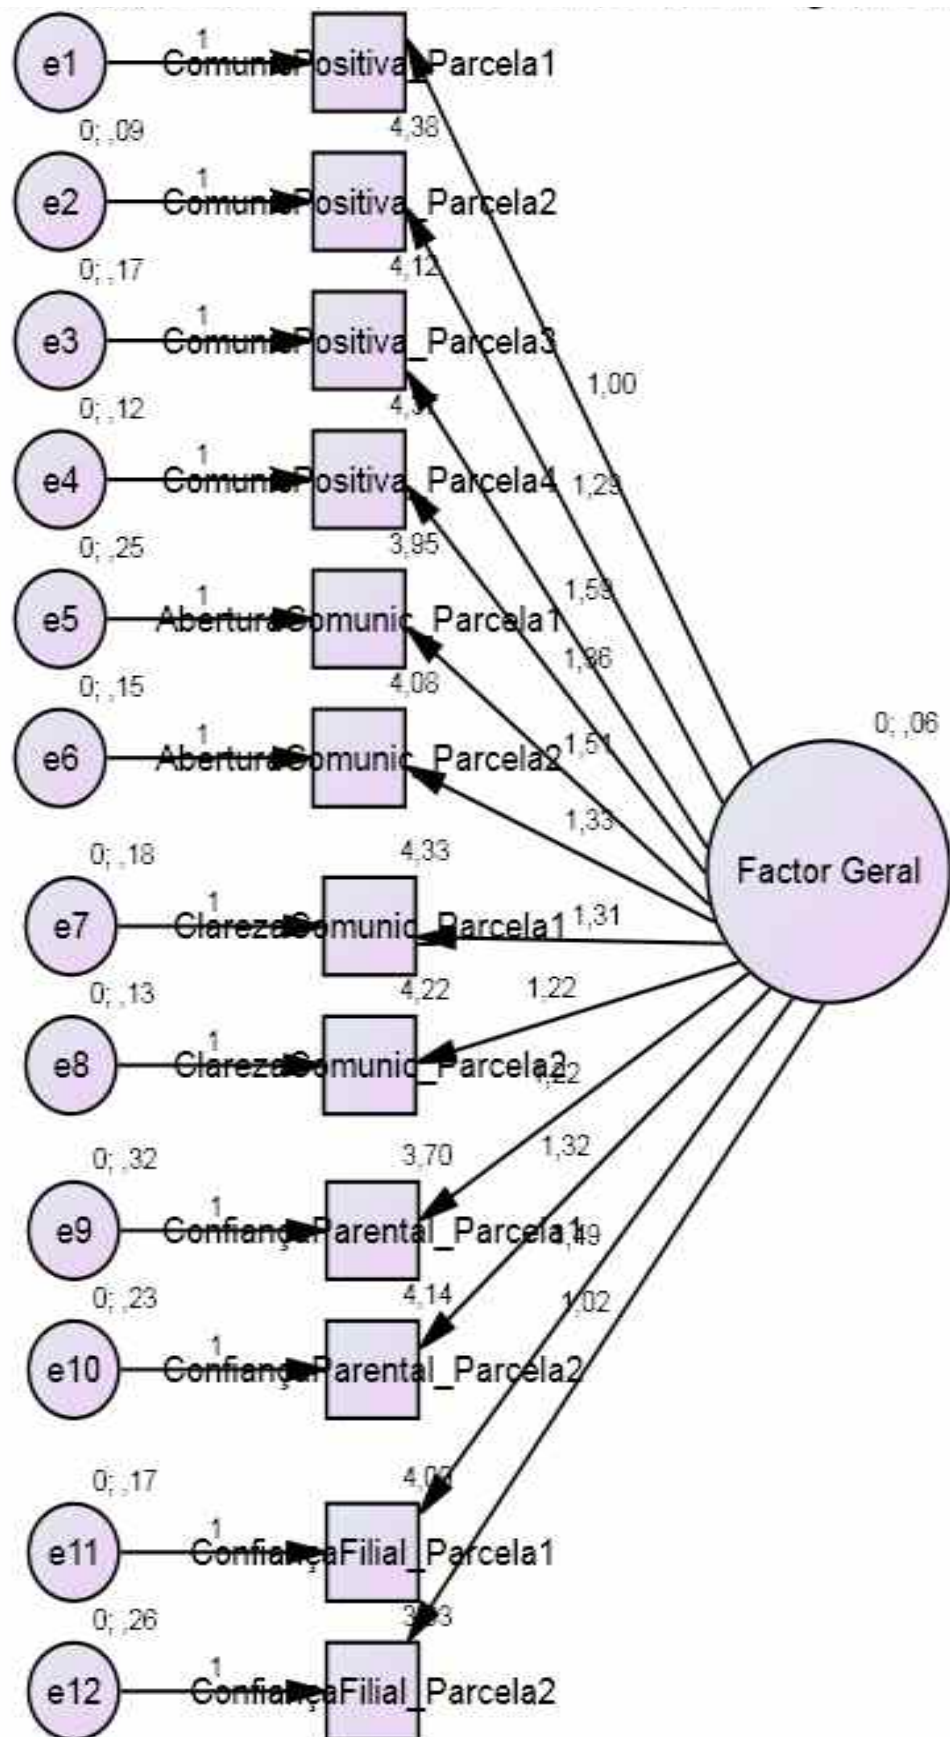 1
e1
ComunicPositiva_Parcela1
0; ,09
4,38
1
e2
ComunicPositiva_Parcela2
0; ,17
4,12
1
e3
ComunicPositiva_Parcela3
1,00
0; ,12
1
e4
ComunicPositiva_Parcela4
1,29
0; ,25
3,95
1
e5
AberturaComunic_Parcela1
0; ,15
4,08
1
e6
AberturaComunic_Parcela2
1,51
0; ,06
1,33
0; ,18
4,33
Factor Geral
1
e7
ClarezaComunic_Parcela1
1,31
0; ,13
4,22
1,22
1
e8
ClarezaComunic_Parcela2
1,22
0; ,32
3,70
1,32
1
e9
ConfiançaParental_Parcela1
1,49
0; ,23
4,14
1,02
1
e10
ConfiançaParental_Parcela2
0; ,17
1
e11
ConfiançaFilial_Parcela1
0; ,26
1
e12
ConfiançaFilial_Parcela2